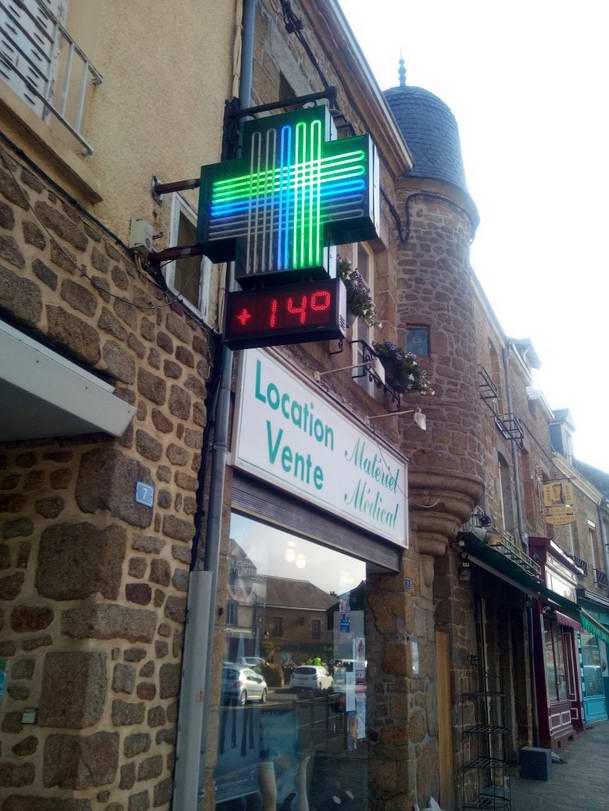 +14°
Location
Vente
Matériel
Médical
7